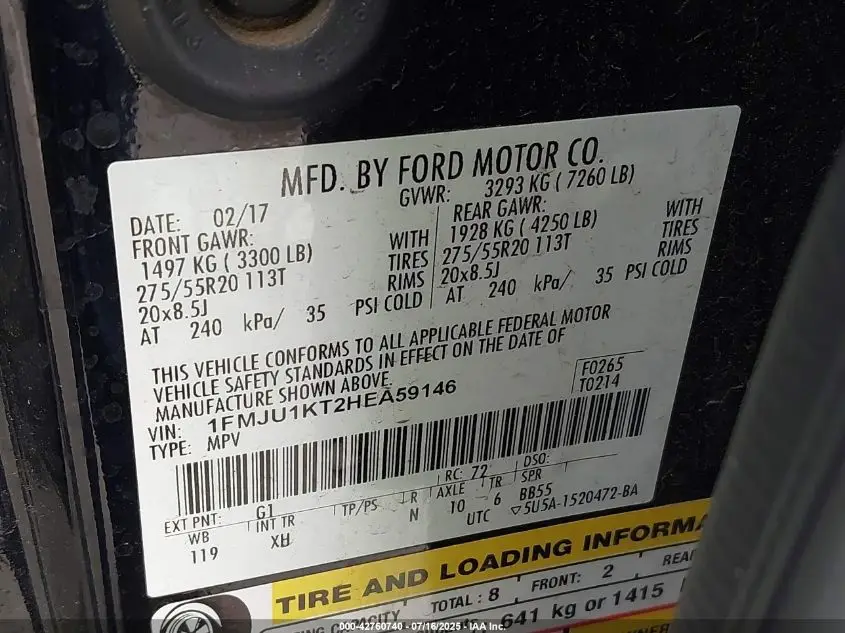 MFD. BY FORD MOTOR CO.
DATE: 02/17
GVWR: 3293 KG ( 7260 LB)
FRONT GAWR:
1497 KG ( 3300 LB) WITH
275/55R20 113T TIRES
20x8.5J RIMS
AT 240 kPa/ 35 PSI COLD
REAR GAWR:
1928 KG ( 4250 LB) WITH
275/55R20 113T TIRES
20x8.5J RIMS
AT 240 kPa/ 35 PSI COLD
THIS VEHICLE CONFORMS TO ALL APPLICABLE FEDERAL MOTOR
VEHICLE SAFETY STANDARDS IN EFFECT ON THE DATE OF
MANUFACTURE SHOWN ABOVE.
VIN: 1FMJU1KT2HEA59146
TYPE: MPV
F0265
T0214
EXT PNT: G1 RC: 72 DSO:
WB INT TR TP/PS R AXLE TR SPR
119 XH N 10 6 BB55
UTC ▽5U5A-1520472-BA
TIRE AND LOADING INFORMA
CAPACITY TOTAL : 8 FRONT: 2 REA
641 kg or 1415
000-42760740 - 07/16/2025 - IAA Inc.